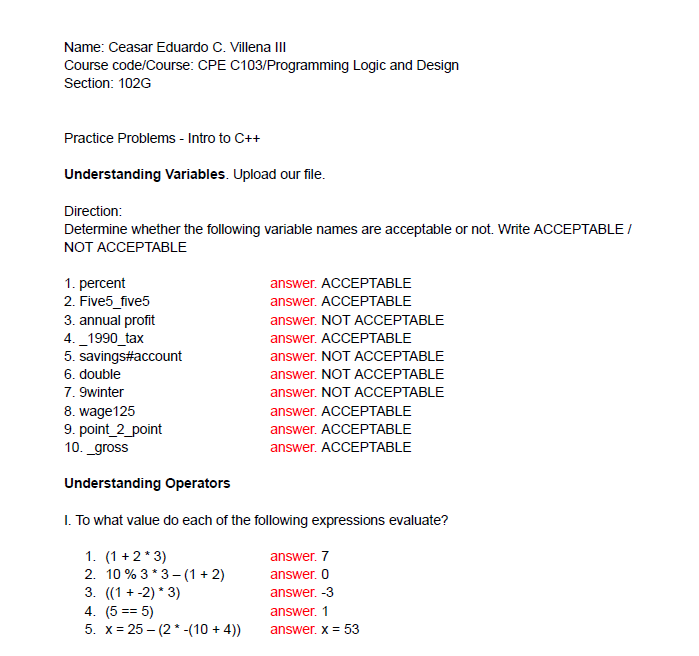 Name: Ceasar Eduardo C. Villena III
Course code/Course: CPE C103/Programming Logic and Design
Section: 102G
Practice Problems - Intro to C++
Understanding Variables. Upload our file.
Direction:
Determine whether the following variable names are acceptable or not. Write ACCEPTABLE /
NOT ACCEPTABLE
1. percent answer. ACCEPTABLE
2. Five5_five5 answer. ACCEPTABLE
3. annual profit answer. NOT ACCEPTABLE
4. _1990_tax answer. ACCEPTABLE
5. savings#account answer. NOT ACCEPTABLE
6. double answer. NOT ACCEPTABLE
7. 9winter answer. NOT ACCEPTABLE
8. wage125 answer. ACCEPTABLE
9. point_2_point answer. ACCEPTABLE
10. _gross answer. ACCEPTABLE
Understanding Operators
I. To what value do each of the following expressions evaluate?
1. (1 + 2 * 3) answer. 7
2. 10 % 3 * 3 – (1 + 2) answer. 0
3. ((1 + -2) * 3) answer. -3
4. (5 == 5) answer. 1
5. x = 25 – (2 * -(10 + 4)) answer. x = 53